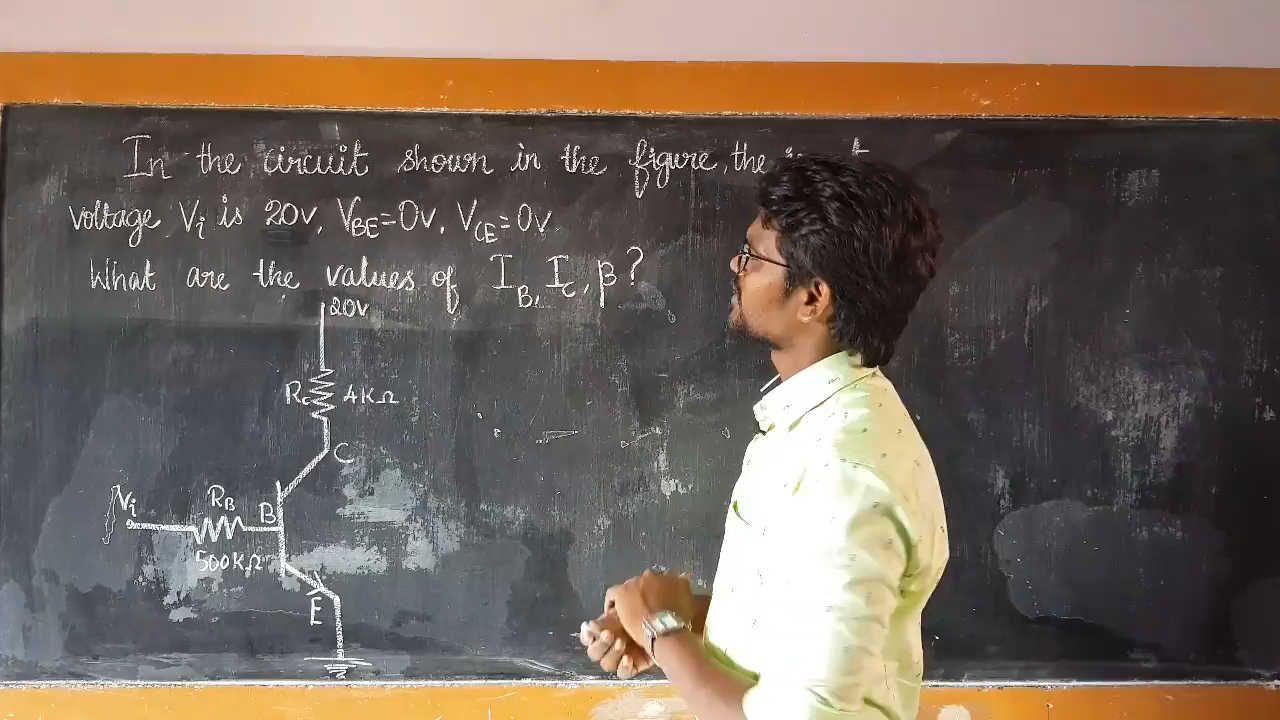 In the circuit shown in the figure, the
voltage Vi is 20V, VBE=0V, VCE=0V
What are the values of IB, IC, β?
20V
RC 4KΩ
C
Vi
RB
B
500KΩ
E